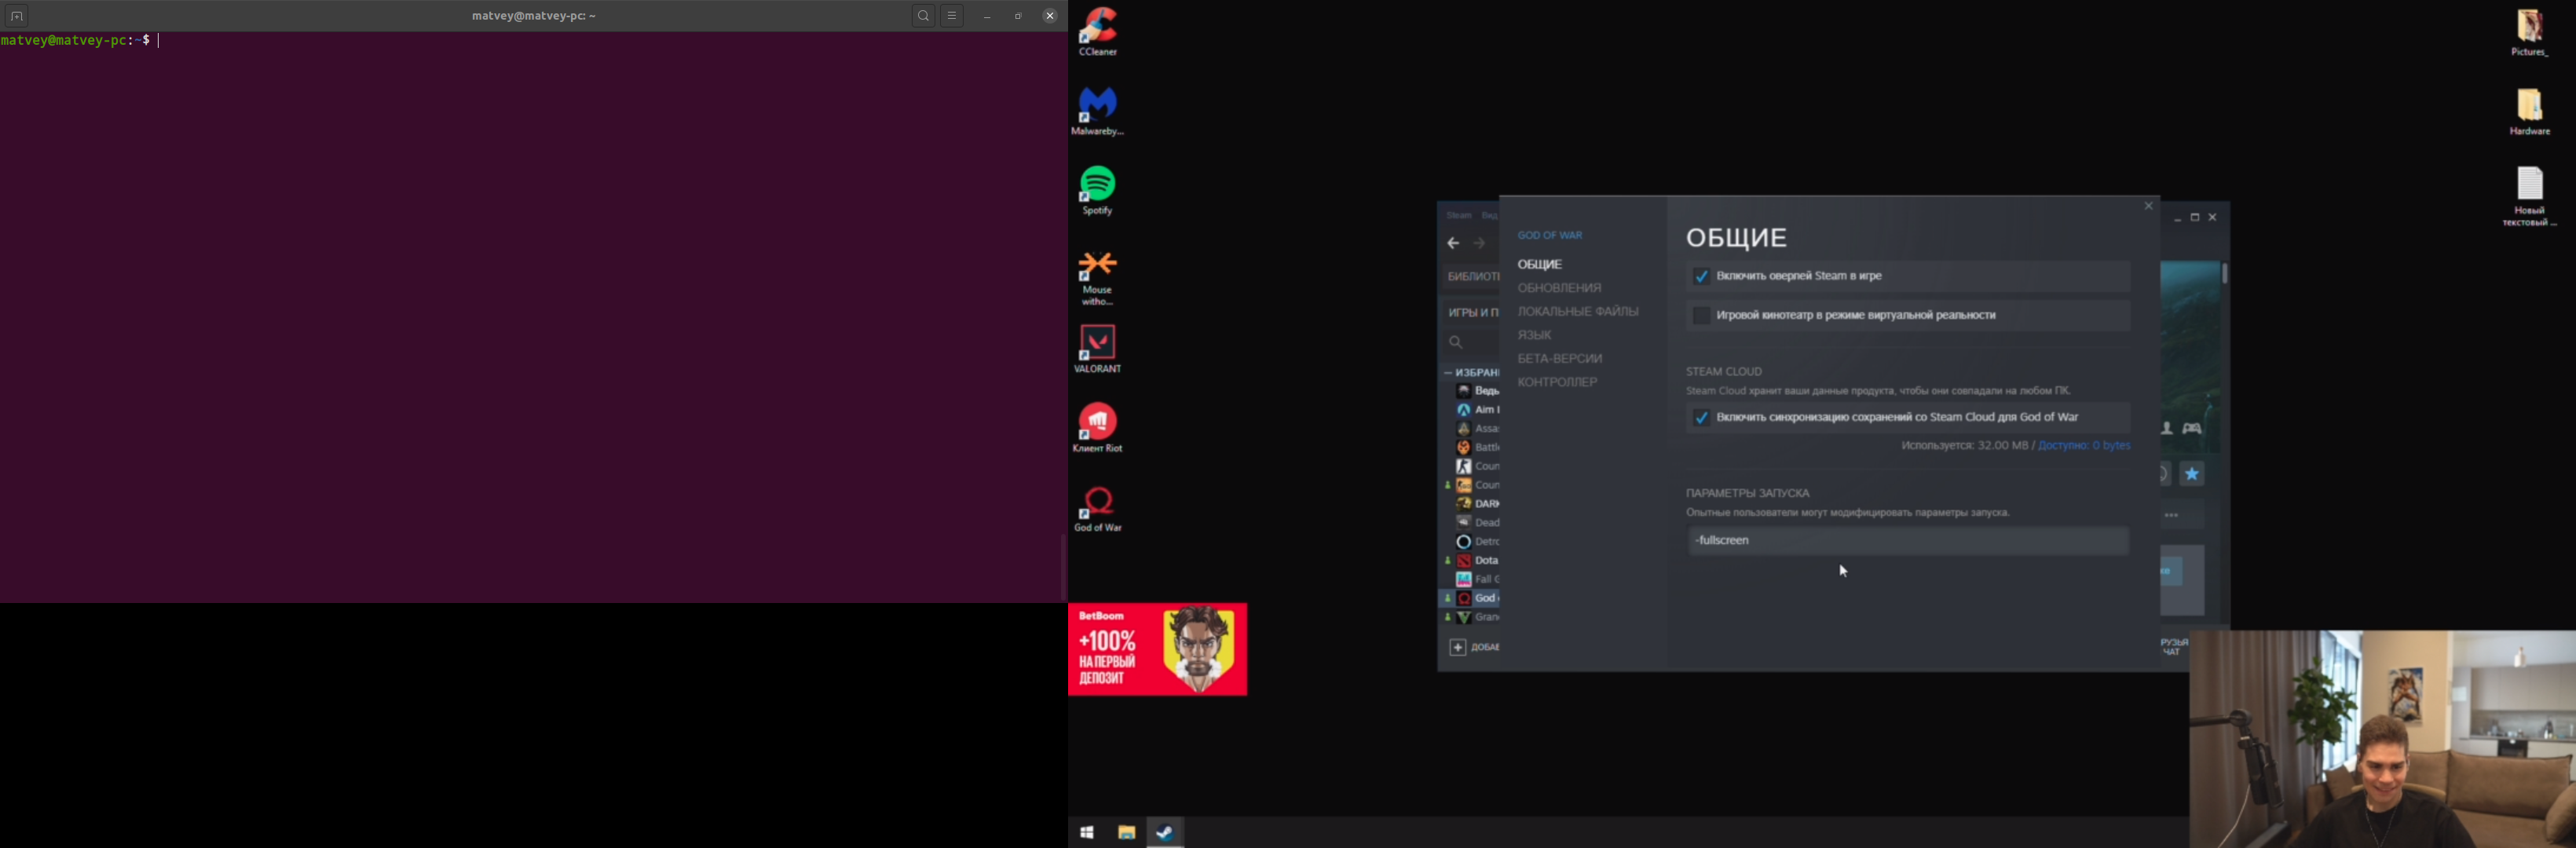 matvey@matvey-pc: ~
matvey@matvey-pc:~$
CCleaner
Malwareby...
Spotify
Mouse
witho...
VALORANT
Клиент Riot
God of War
BetBoom
+100%
НА ПЕРВЫЙ
ДЕПОЗИТ
Steam Вид
БИБЛИОТЕ
ИГРЫ И П
— ИЗБРАН
Ведь
Aim l
Assa
Battl
Coun
Coun
DARK
Dead
Detro
Dota
Fall G
God
Gran
ДОБАВ
GOD OF WAR
ОБЩИЕ
ОБНОВЛЕНИЯ
ЛОКАЛЬНЫЕ ФАЙЛЫ
ЯЗЫК
БЕТА-ВЕРСИИ
КОНТРОЛЛЕР
ОБЩИЕ
Включить оверлей Steam в игре
Игровой кинотеатр в режиме виртуальной реальности
STEAM CLOUD
Steam Cloud хранит ваши данные продукта, чтобы они совпадали на любом ПК.
Включить синхронизацию сохранений со Steam Cloud для God of War
Используется: 32.00 MB / Доступно: 0 bytes
ПАРАМЕТРЫ ЗАПУСКА
Опытные пользователи могут модифицировать параметры запуска.
-fullscreen
РУЗЬЯ
ЧАТ
Pictures_
Hardware
Новый
текстовый ...